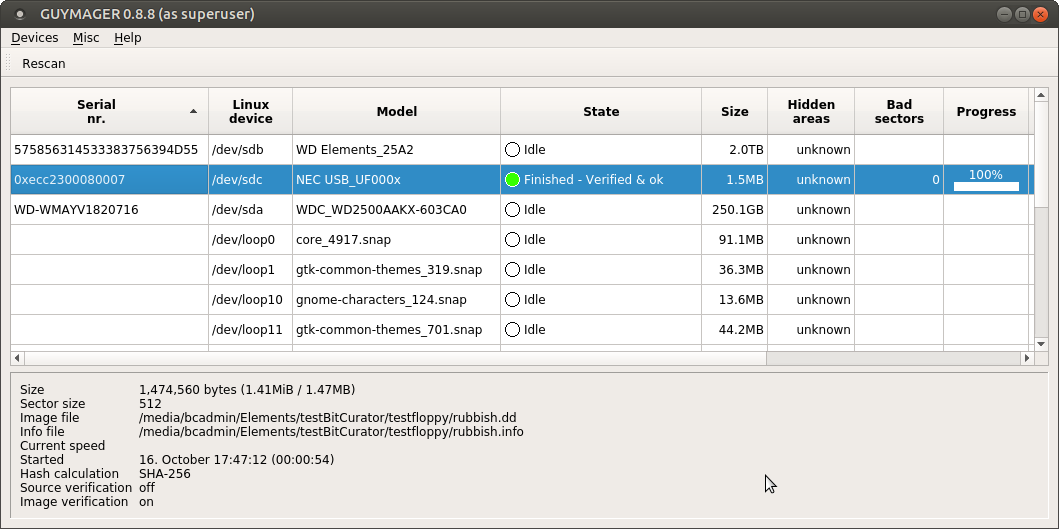 GUYMAGER 0.8.8 (as superuser)
Devices Misc Help
Rescan
Serial nr. Linux device Model State Size Hidden areas Bad sectors Progress
575856314533383756394D55 /dev/sdb WD Elements_25A2 Idle 2.0TB unknown
0xecc2300080007 /dev/sdc NEC USB_UF000x Finished - Verified & ok 1.5MB unknown 0 100%
WD-WMAYV1820716 /dev/sda WDC_WD2500AAKX-603CA0 Idle 250.1GB unknown
/dev/loop0 core_4917.snap Idle 91.1MB unknown
/dev/loop1 gtk-common-themes_319.snap Idle 36.3MB unknown
/dev/loop10 gnome-characters_124.snap Idle 13.6MB unknown
/dev/loop11 gtk-common-themes_701.snap Idle 44.2MB unknown
Size 1,474,560 bytes (1.41MiB / 1.47MB)
Sector size 512
Image file /media/bcadmin/Elements/testBitCurator/testfloppy/rubbish.dd
Info file /media/bcadmin/Elements/testBitCurator/testfloppy/rubbish.info
Current speed
Started 16. October 17:47:12 (00:00:54)
Hash calculation SHA-256
Source verification off
Image verification on